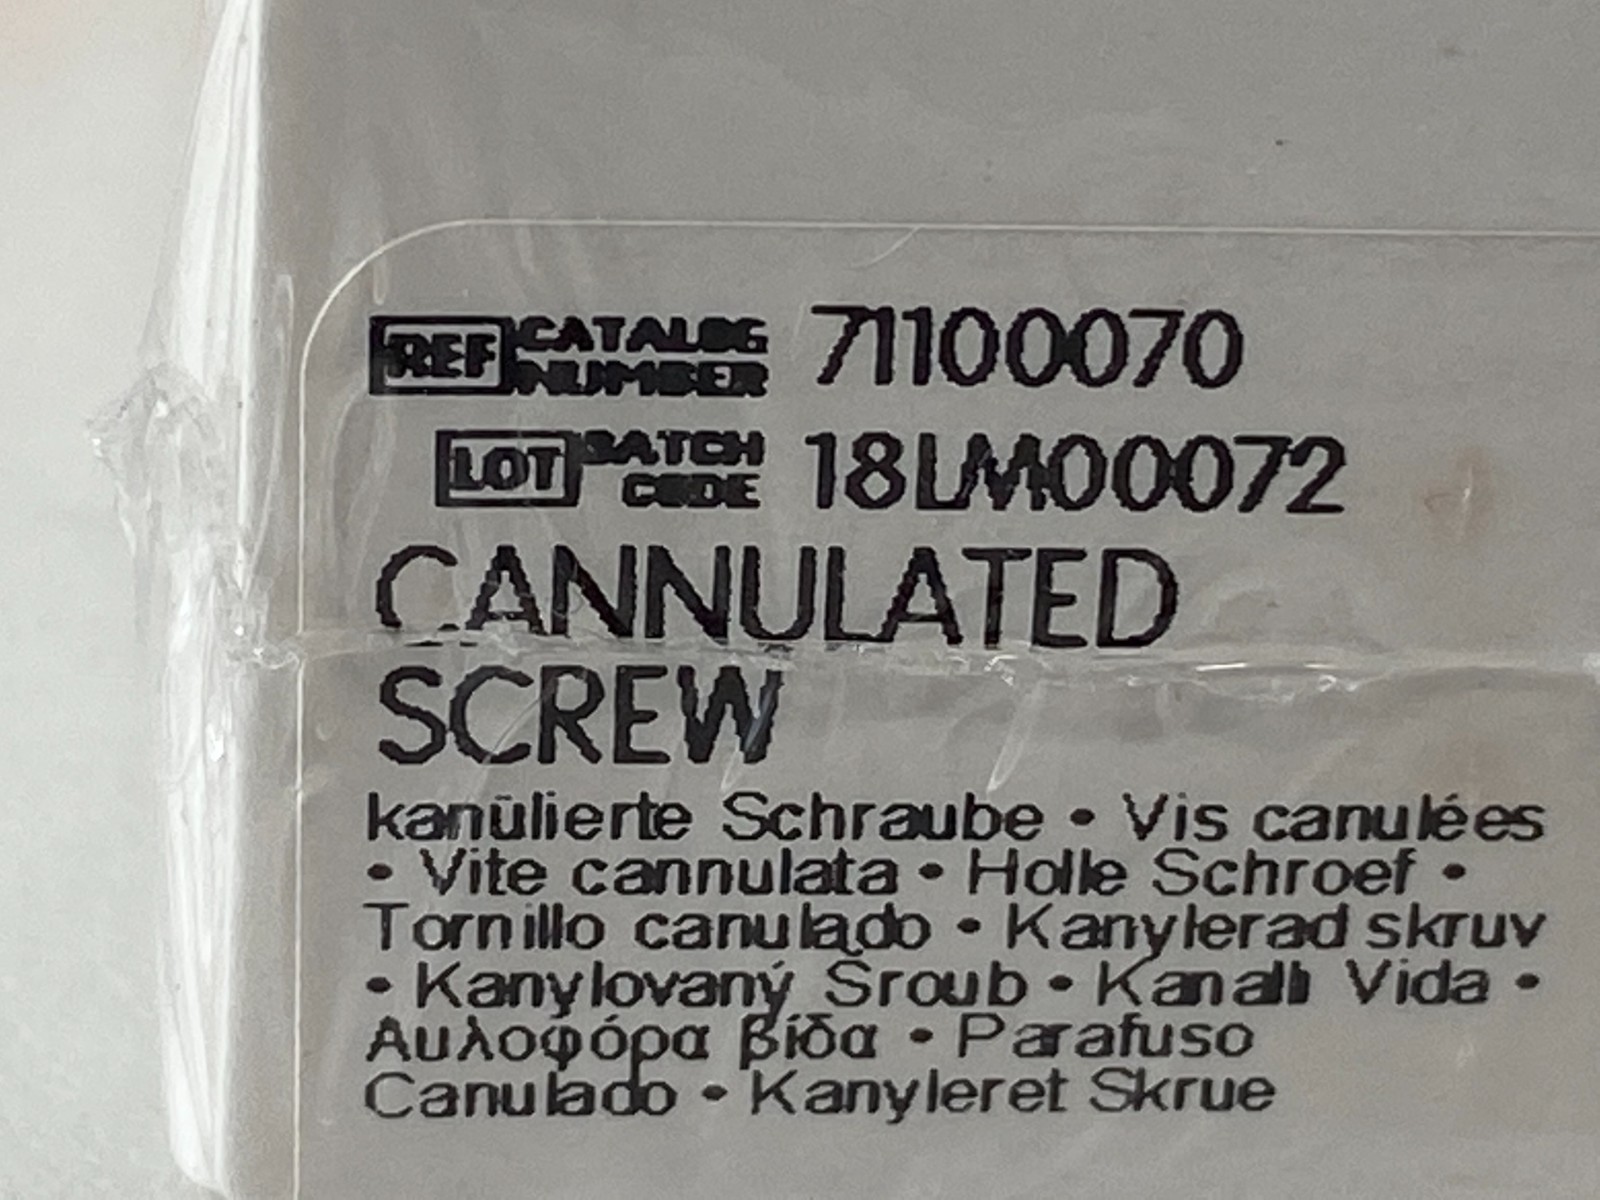 REF CATALOG NUMBER 71100070
LOT BATCH CODE 18LM00072
CANNULATED
SCREW
kanülierte Schraube • Vis canulées
• Vite cannulata • Holle Schroef •
Tornillo canulado • Kanylerad skruv
• Kanylovaný Šroub • Kanallı Vida •
Αυλοφόρα βίδα • Parafuso
Canulado • Kanyleret Skrue